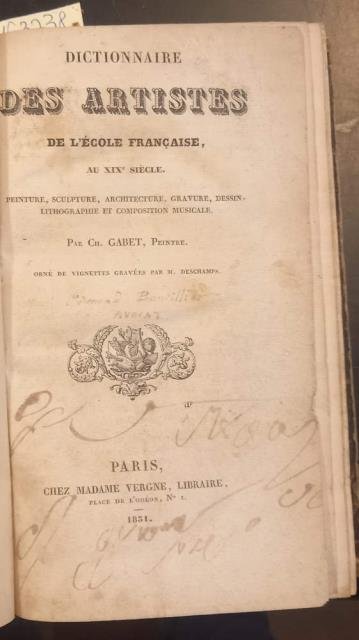 DICTIONNAIRE
DES ARTISTES
DE L'ÉCOLE FRANÇAISE,
AU XIXᵉ SIÈCLE.
PEINTURE, SCULPTURE, ARCHITECTURE, GRAVURE, DESSIN,
LITHOGRAPHIE ET COMPOSITION MUSICALE.
PAR CH. GABET, PEINTRE.
ORNÉ DE VIGNETTES GRAVÉES PAR M. DESCHAMPS.
AVOCAT
PARIS,
CHEZ MADAME VERGNE, LIBRAIRE,
PLACE DE L'ODÉON, Nº 1.
1831.